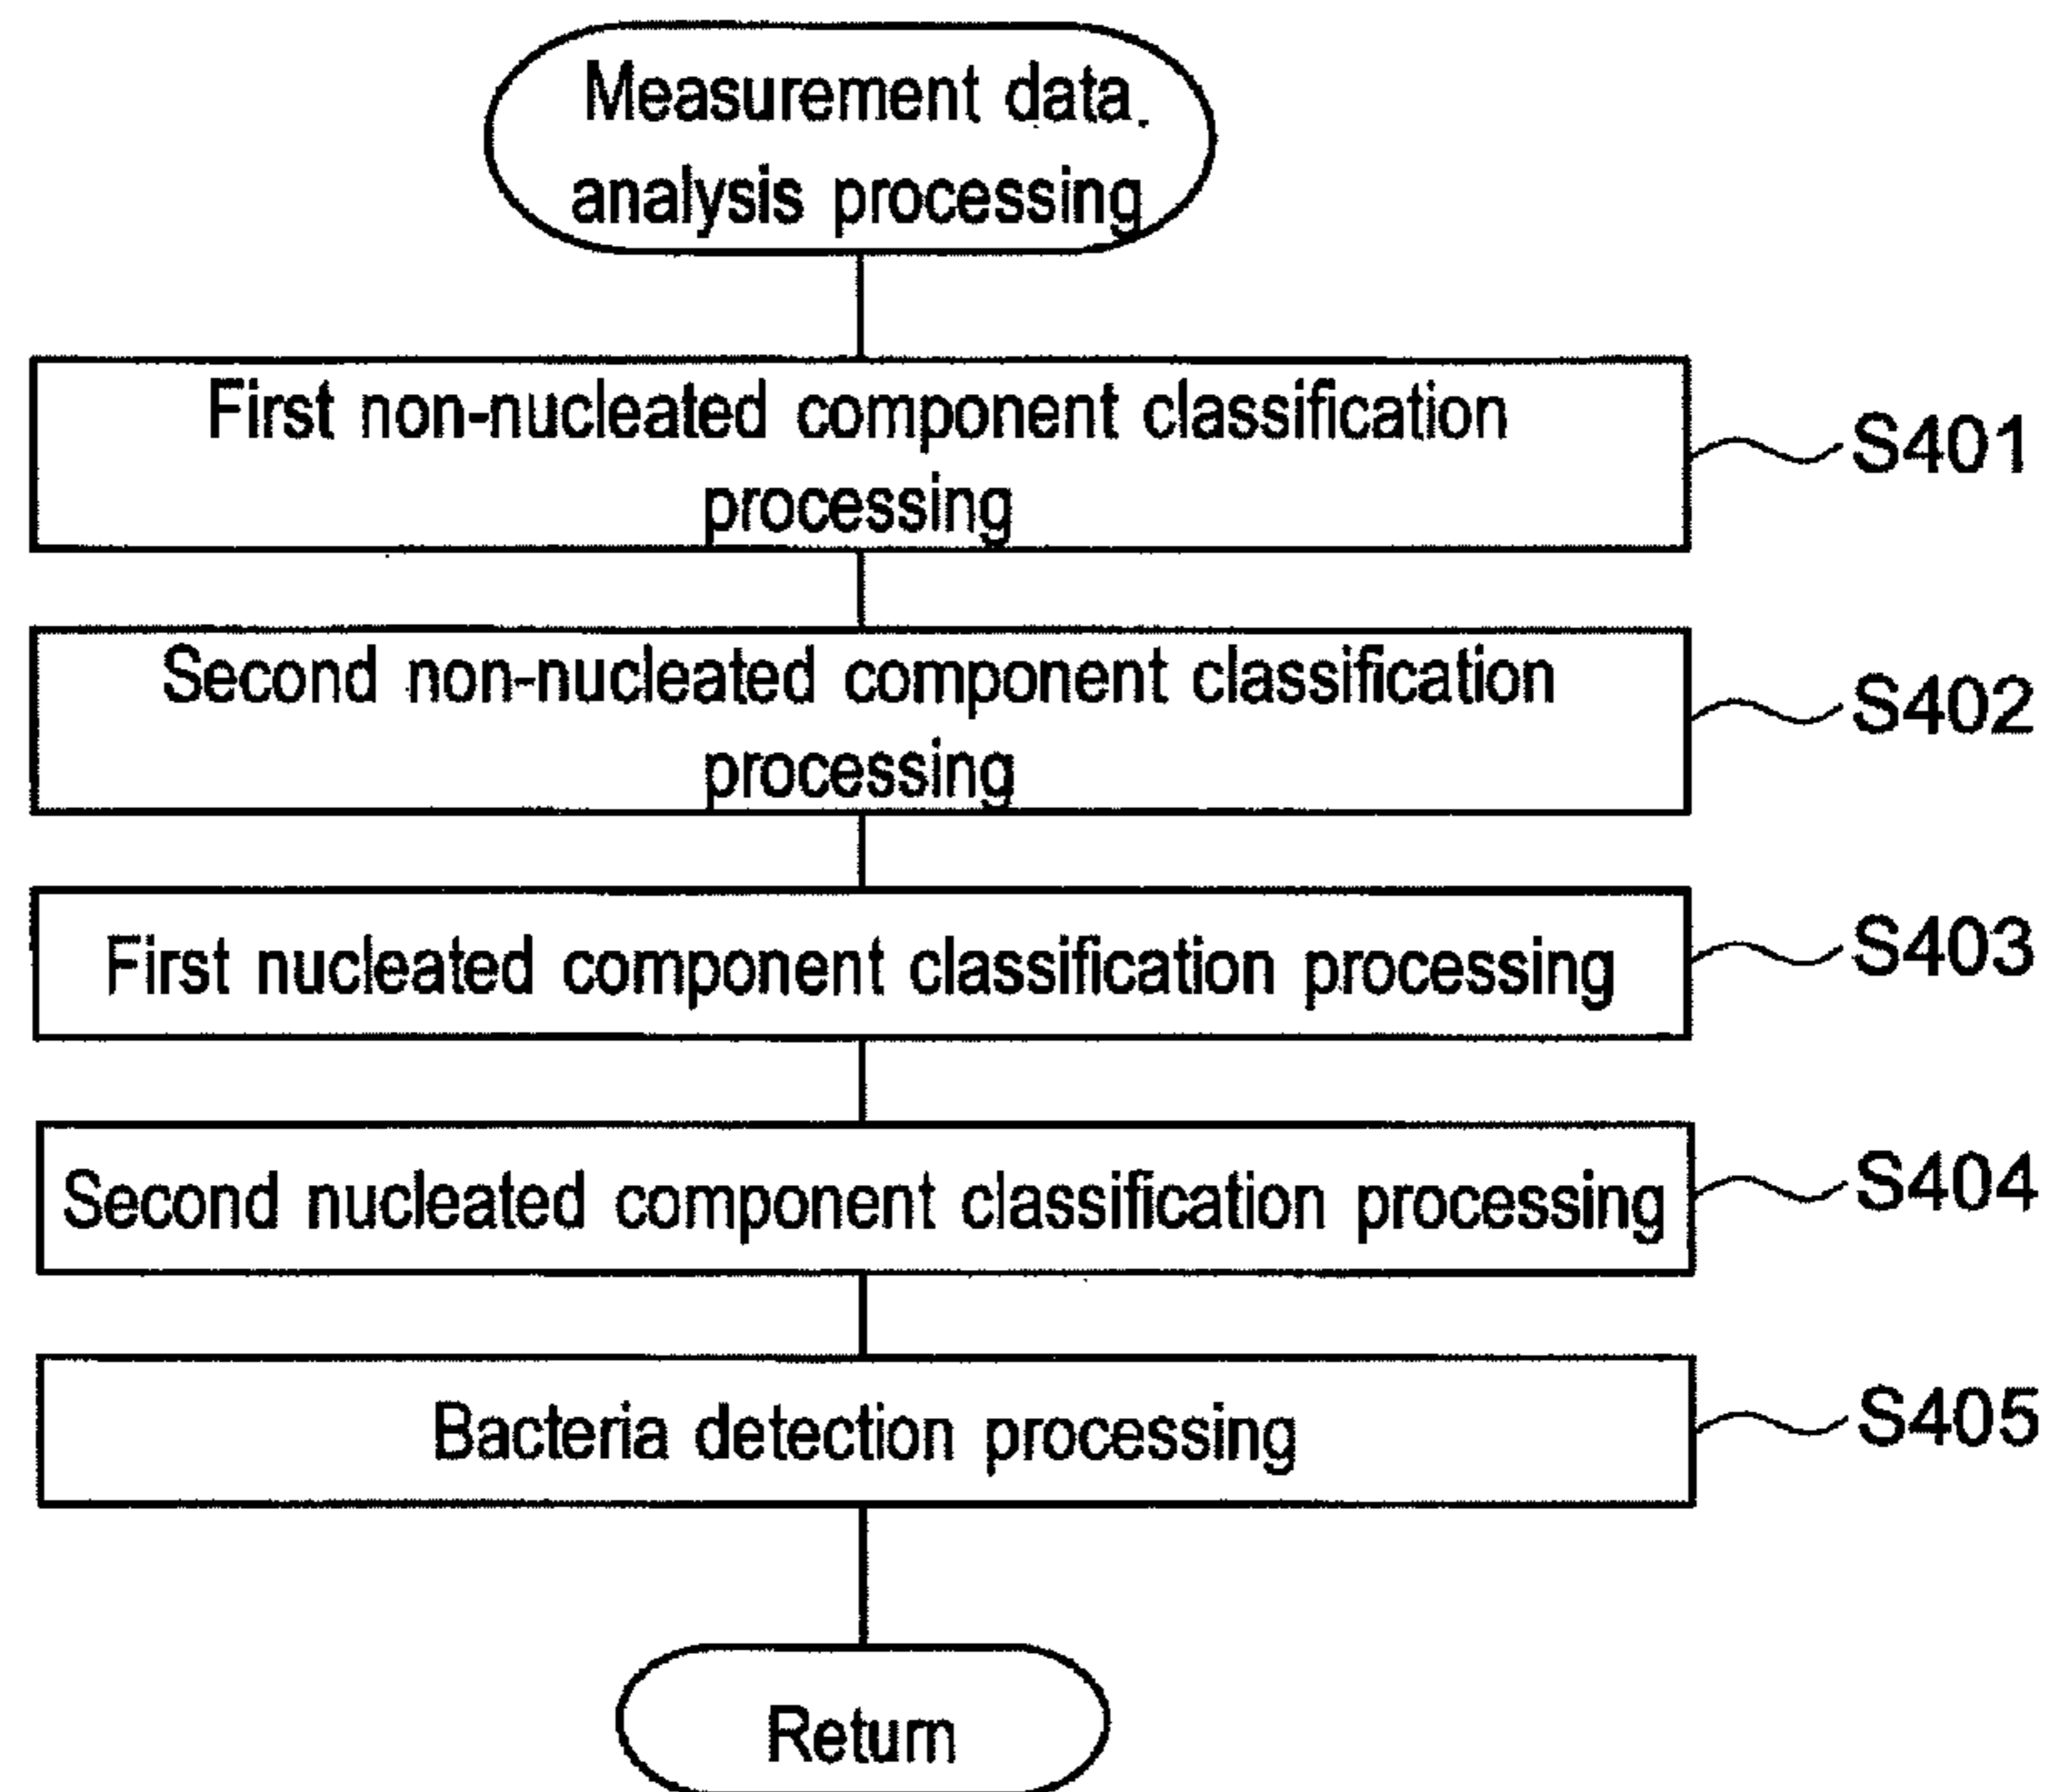 Measurement data
analysis processing
First non-nucleated component classification
processing
S401
Second non-nucleated component classification
processing
S402
First nucleated component classification processing
S403
Second nucleated component classification processing
S404
Bacteria detection processing
S405
Return